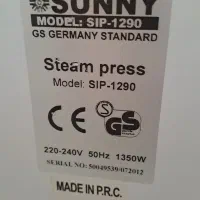 SUNNY
MODEL: SIP-1290
GS GERMANY STANDARD
Steam press
Model: SIP-1290
CE GS
220-240V 50Hz 1350W
SERIAL NO: 50049539-072012
MADE IN P.R.C.